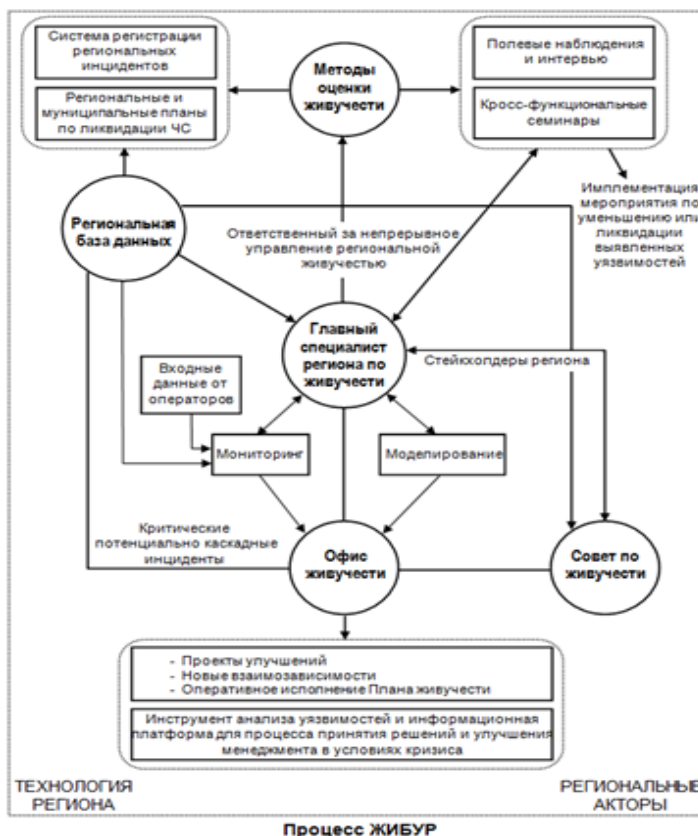 Система регистрации
региональных
инцидентов
Региональные и
муниципальные планы
по ликвидации ЧС
Методы
оценки
живучести
Полевые наблюдения
и интервью
Кросс-функциональные
семинары
Имплементация
мероприятия по
уменьшению или
ликвидации
выявленных
уязвимостей
Региональная
база данных
Ответственный за непрерывное
управление региональной
живучестью
Главный
специалист
региона по
живучести
Стейкхолдеры региона
Входные
данные от
операторов
Мониторинг
Моделирование
Критические
потенциально каскадные
инциденты
Офис
живучести
Совет по
живучести
- Проекты улучшений
- Новые взаимозависимости
- Оперативное исполнение Плана живучести
Инструмент анализа уязвимостей и информационная
платформа для процесса принятия решений и улучшения
менеджмента в условиях кризиса
ТЕХНОЛОГИЯ
РЕГИОНА
РЕГИОНАЛЬНЫЕ
АКТОРЫ
Процесс ЖИБУР